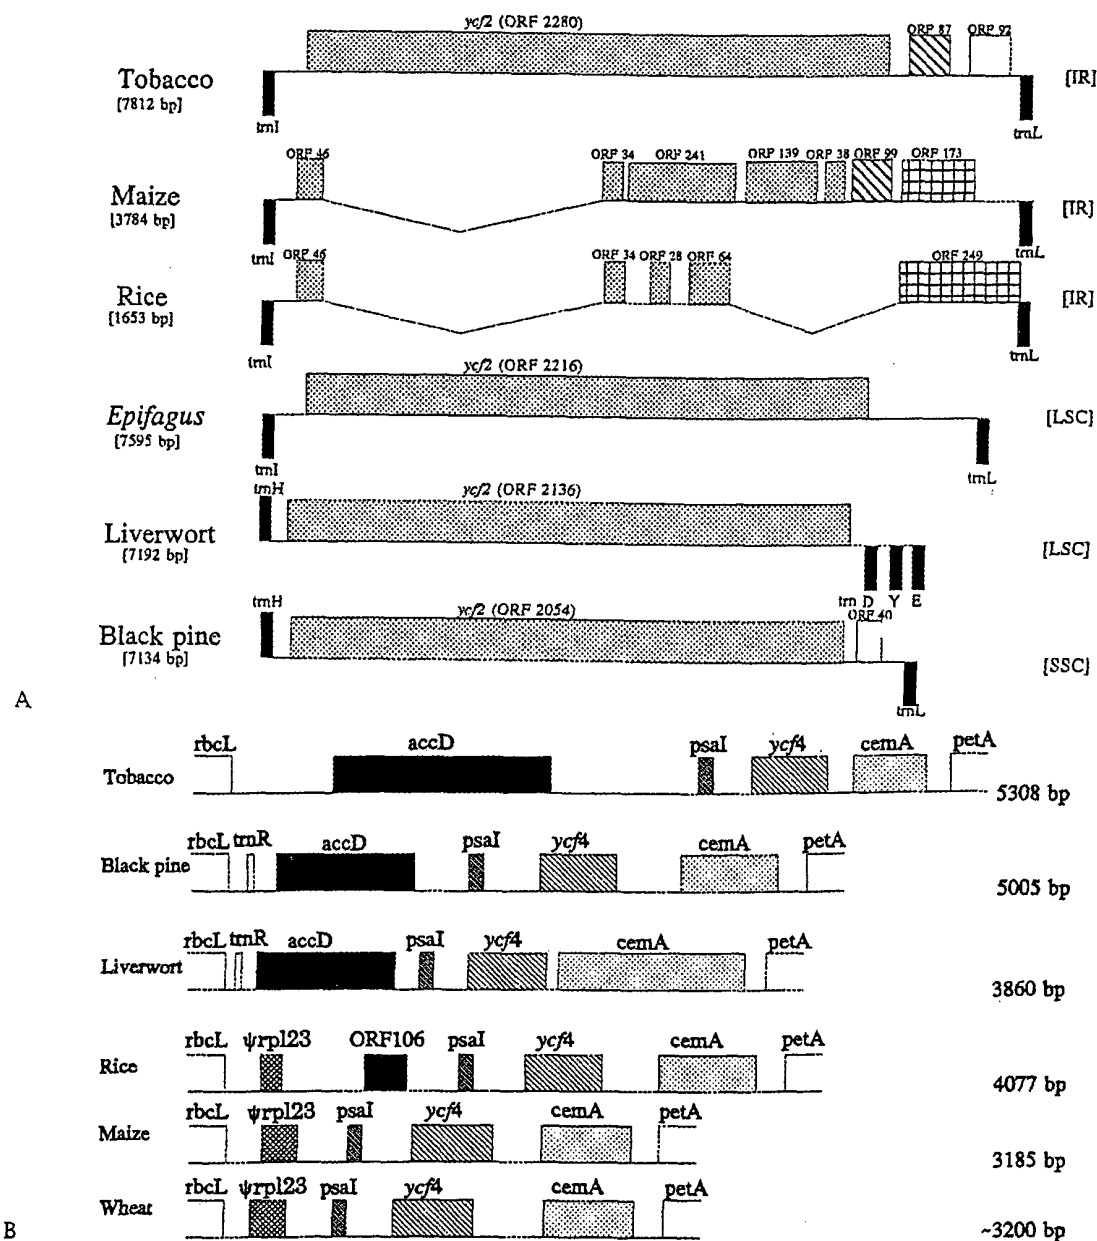 ycf2 (ORF 2280)
ORF 87 ORF 92
Tobacco
[7812 bp]
[IR]
trnI
trnL
ORF 46 ORF 34 ORF 241 ORF 139 ORF 38 ORF 99 ORF 173
Maize
[3784 bp]
[IR]
trnI
trnL
ORF 46 ORF 34 ORF 28 ORF 64 ORF 249
Rice
[1653 bp]
[IR]
trnI
trnL
ycf2 (ORF 2216)
Epifagus
[7595 bp]
[LSC]
trnI
trnL
trnH
ycf2 (ORF 2136)
Liverwort
[7192 bp]
[LSC]
trn D Y E
trnH
ycf2 (ORF 2054)
ORF 40
Black pine
[7134 bp]
[SSC]
trnL
A
rbcL accD psaI ycf4 cemA petA
Tobacco
5308 bp
rbcL trnR accD psaI ycf4 cemA petA
Black pine
5005 bp
rbcL trnR accD psaI ycf4 cemA petA
Liverwort
3860 bp
rbcL ψrpl23 ORF106 psaI ycf4 cemA petA
Rice
4077 bp
rbcL ψrpl23 psaI ycf4 cemA petA
Maize
3185 bp
rbcL ψrpl23 psaI ycf4 cemA petA
Wheat
~3200 bp
B